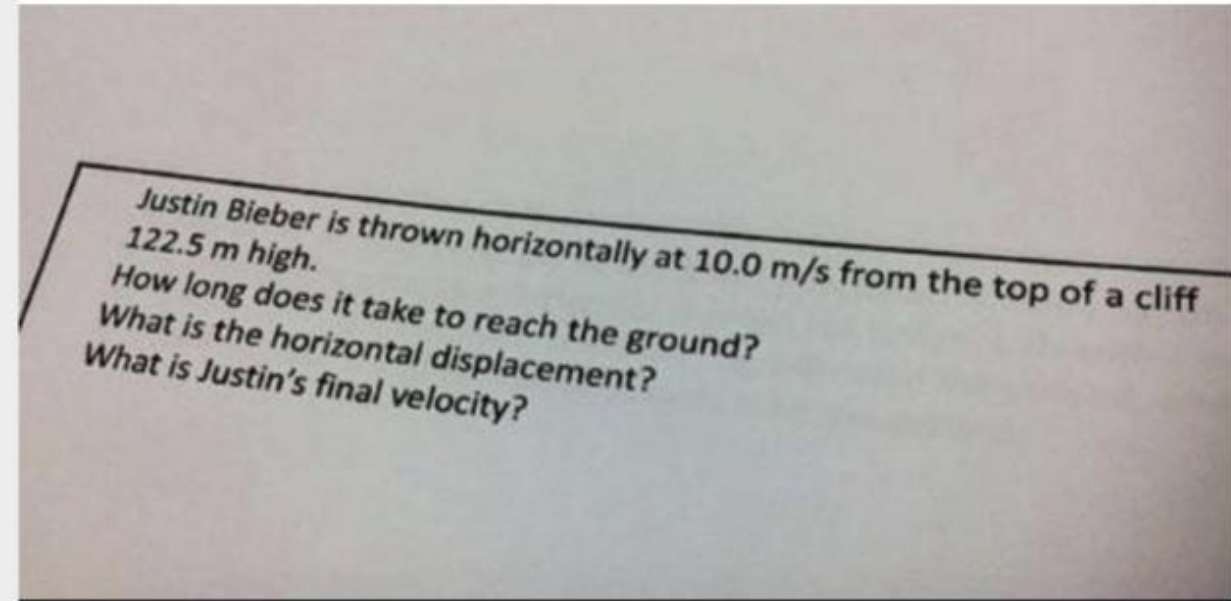 Justin Bieber is thrown horizontally at 10.0 m/s from the top of a cliff
122.5 m high.
How long does it take to reach the ground?
What is the horizontal displacement?
What is Justin's final velocity?